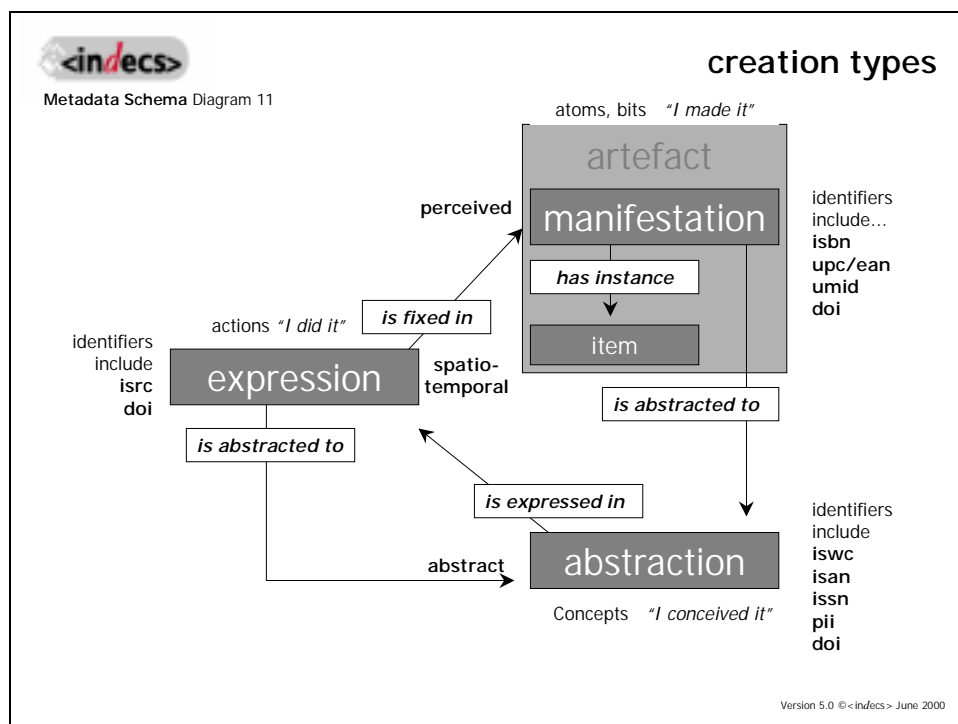 <indecs>
creation types
Metadata Schema Diagram 11
atoms, bits "I made it"
artefact
perceived
manifestation
identifiers
include…
isbn
upc/ean
umid
doi
has instance
is fixed in
item
actions "I did it"
identifiers
include
isrc
doi
expression
spatio-
temporal
is abstracted to
is abstracted to
is expressed in
identifiers
include
iswc
isan
issn
pii
doi
abstract
abstraction
Concepts "I conceived it"
Version 5.0 ©<indecs> June 2000